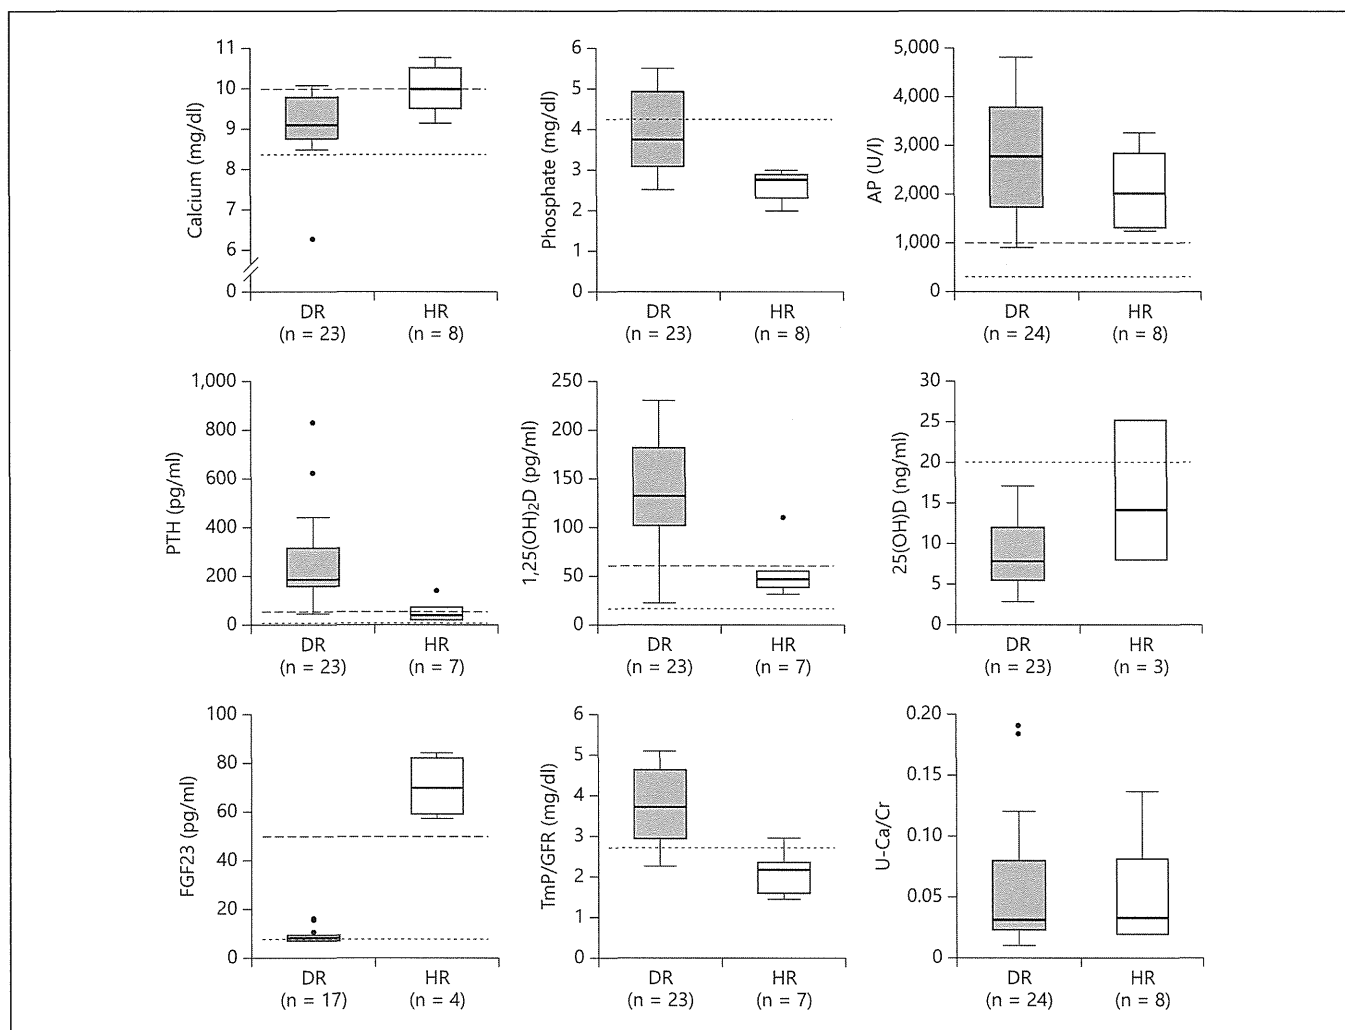 Calcium (mg/dl)
11
10
9
8
7
6
0
DR
(n = 23)
HR
(n = 8)
Phosphate (mg/dl)
6
5
4
3
2
1
0
DR
(n = 23)
HR
(n = 8)
AP (U/l)
5,000
4,000
3,000
2,000
1,000
0
DR
(n = 24)
HR
(n = 8)
PTH (pg/ml)
1,000
800
600
400
200
0
DR
(n = 23)
HR
(n = 7)
1,25(OH)₂D (pg/ml)
250
200
150
100
50
0
DR
(n = 23)
HR
(n = 7)
25(OH)D (ng/ml)
30
25
20
15
10
5
0
DR
(n = 23)
HR
(n = 3)
FGF23 (pg/ml)
100
80
60
40
20
0
DR
(n = 17)
HR
(n = 4)
TmP/GFR (mg/dl)
6
5
4
3
2
1
0
DR
(n = 23)
HR
(n = 7)
U-Ca/Cr
0.20
0.15
0.10
0.05
0
DR
(n = 24)
HR
(n = 8)